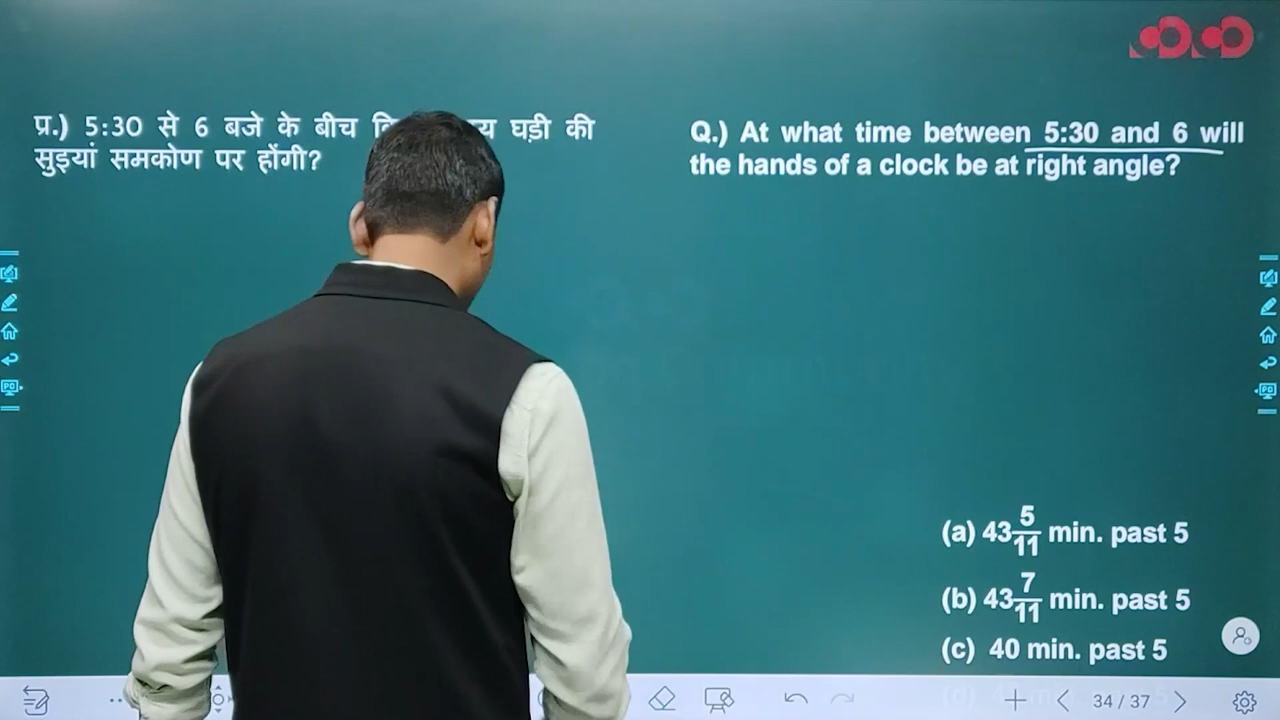 प्र.) 5:30 से 6 बजे के बीच घड़ी की
सुइयां समकोण पर होंगी?
Q.) At what time between 5:30 and 6 will
the hands of a clock be at right angle?
(a) 43 5/11 min. past 5
(b) 43 7/11 min. past 5
(c) 40 min. past 5
34 / 37